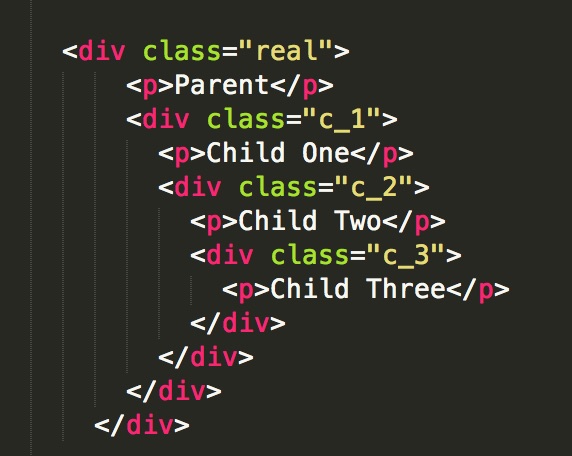 <div class="real">
<p>Parent</p>
<div class="c_1">
<p>Child One</p>
<div class="c_2">
<p>Child Two</p>
<div class="c_3">
<p>Child Three</p>
</div>
</div>
</div>
</div>